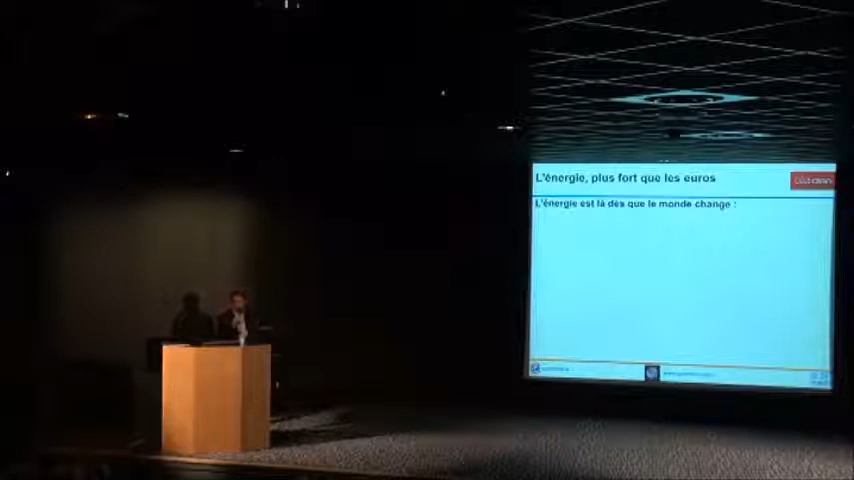 L'énergie, plus fort que les euros
L'énergie est là dès que le monde change :